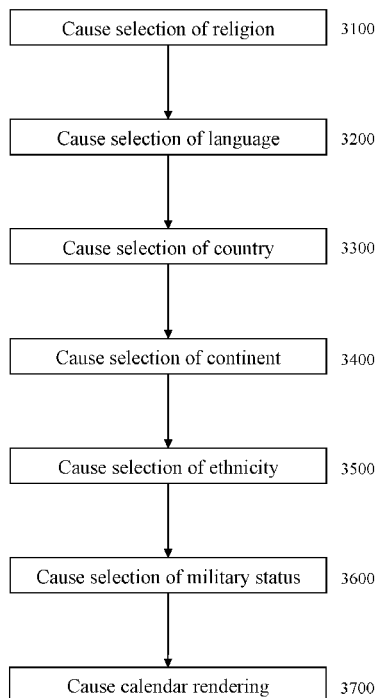 Cause selection of religion 3100
Cause selection of language 3200
Cause selection of country 3300
Cause selection of continent 3400
Cause selection of ethnicity 3500
Cause selection of military status 3600
Cause calendar rendering 3700